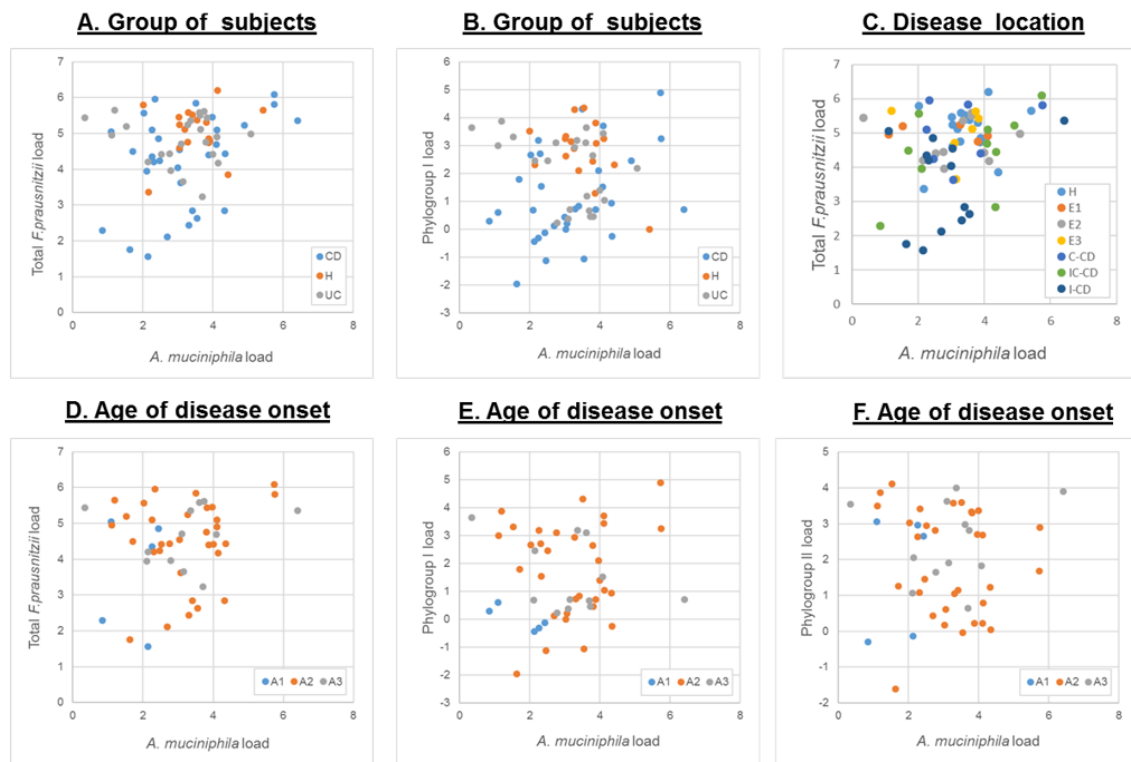 A. Group of subjects
B. Group of subjects
C. Disease location
7
6
5
4
3
2
1
0
0 2 4 6 8
Total F.prausnitzii load
A. muciniphila load
CD
H
UC
6
5
4
3
2
1
0
-1
-2
-3
0 2 4 6 8
Phylogroup I load
A. muciniphila load
CD
H
UC
7
6
5
4
3
2
1
0
0 2 4 6 8
Total F.prausnitzii load
A. muciniphila load
H
E1
E2
E3
C-CD
IC-CD
I-CD
D. Age of disease onset
E. Age of disease onset
F. Age of disease onset
7
6
5
4
3
2
1
0
0 2 4 6 8
Total F.prausnitzii load
A. muciniphila load
A1 A2 A3
6
5
4
3
2
1
0
-1
-2
-3
0 2 4 6 8
Phylogroup I load
A. muciniphila load
A1 A2 A3
5
4
3
2
1
0
-1
-2
0 2 4 6 8
Phylogroup II load
A. muciniphila load
A1 A2 A3